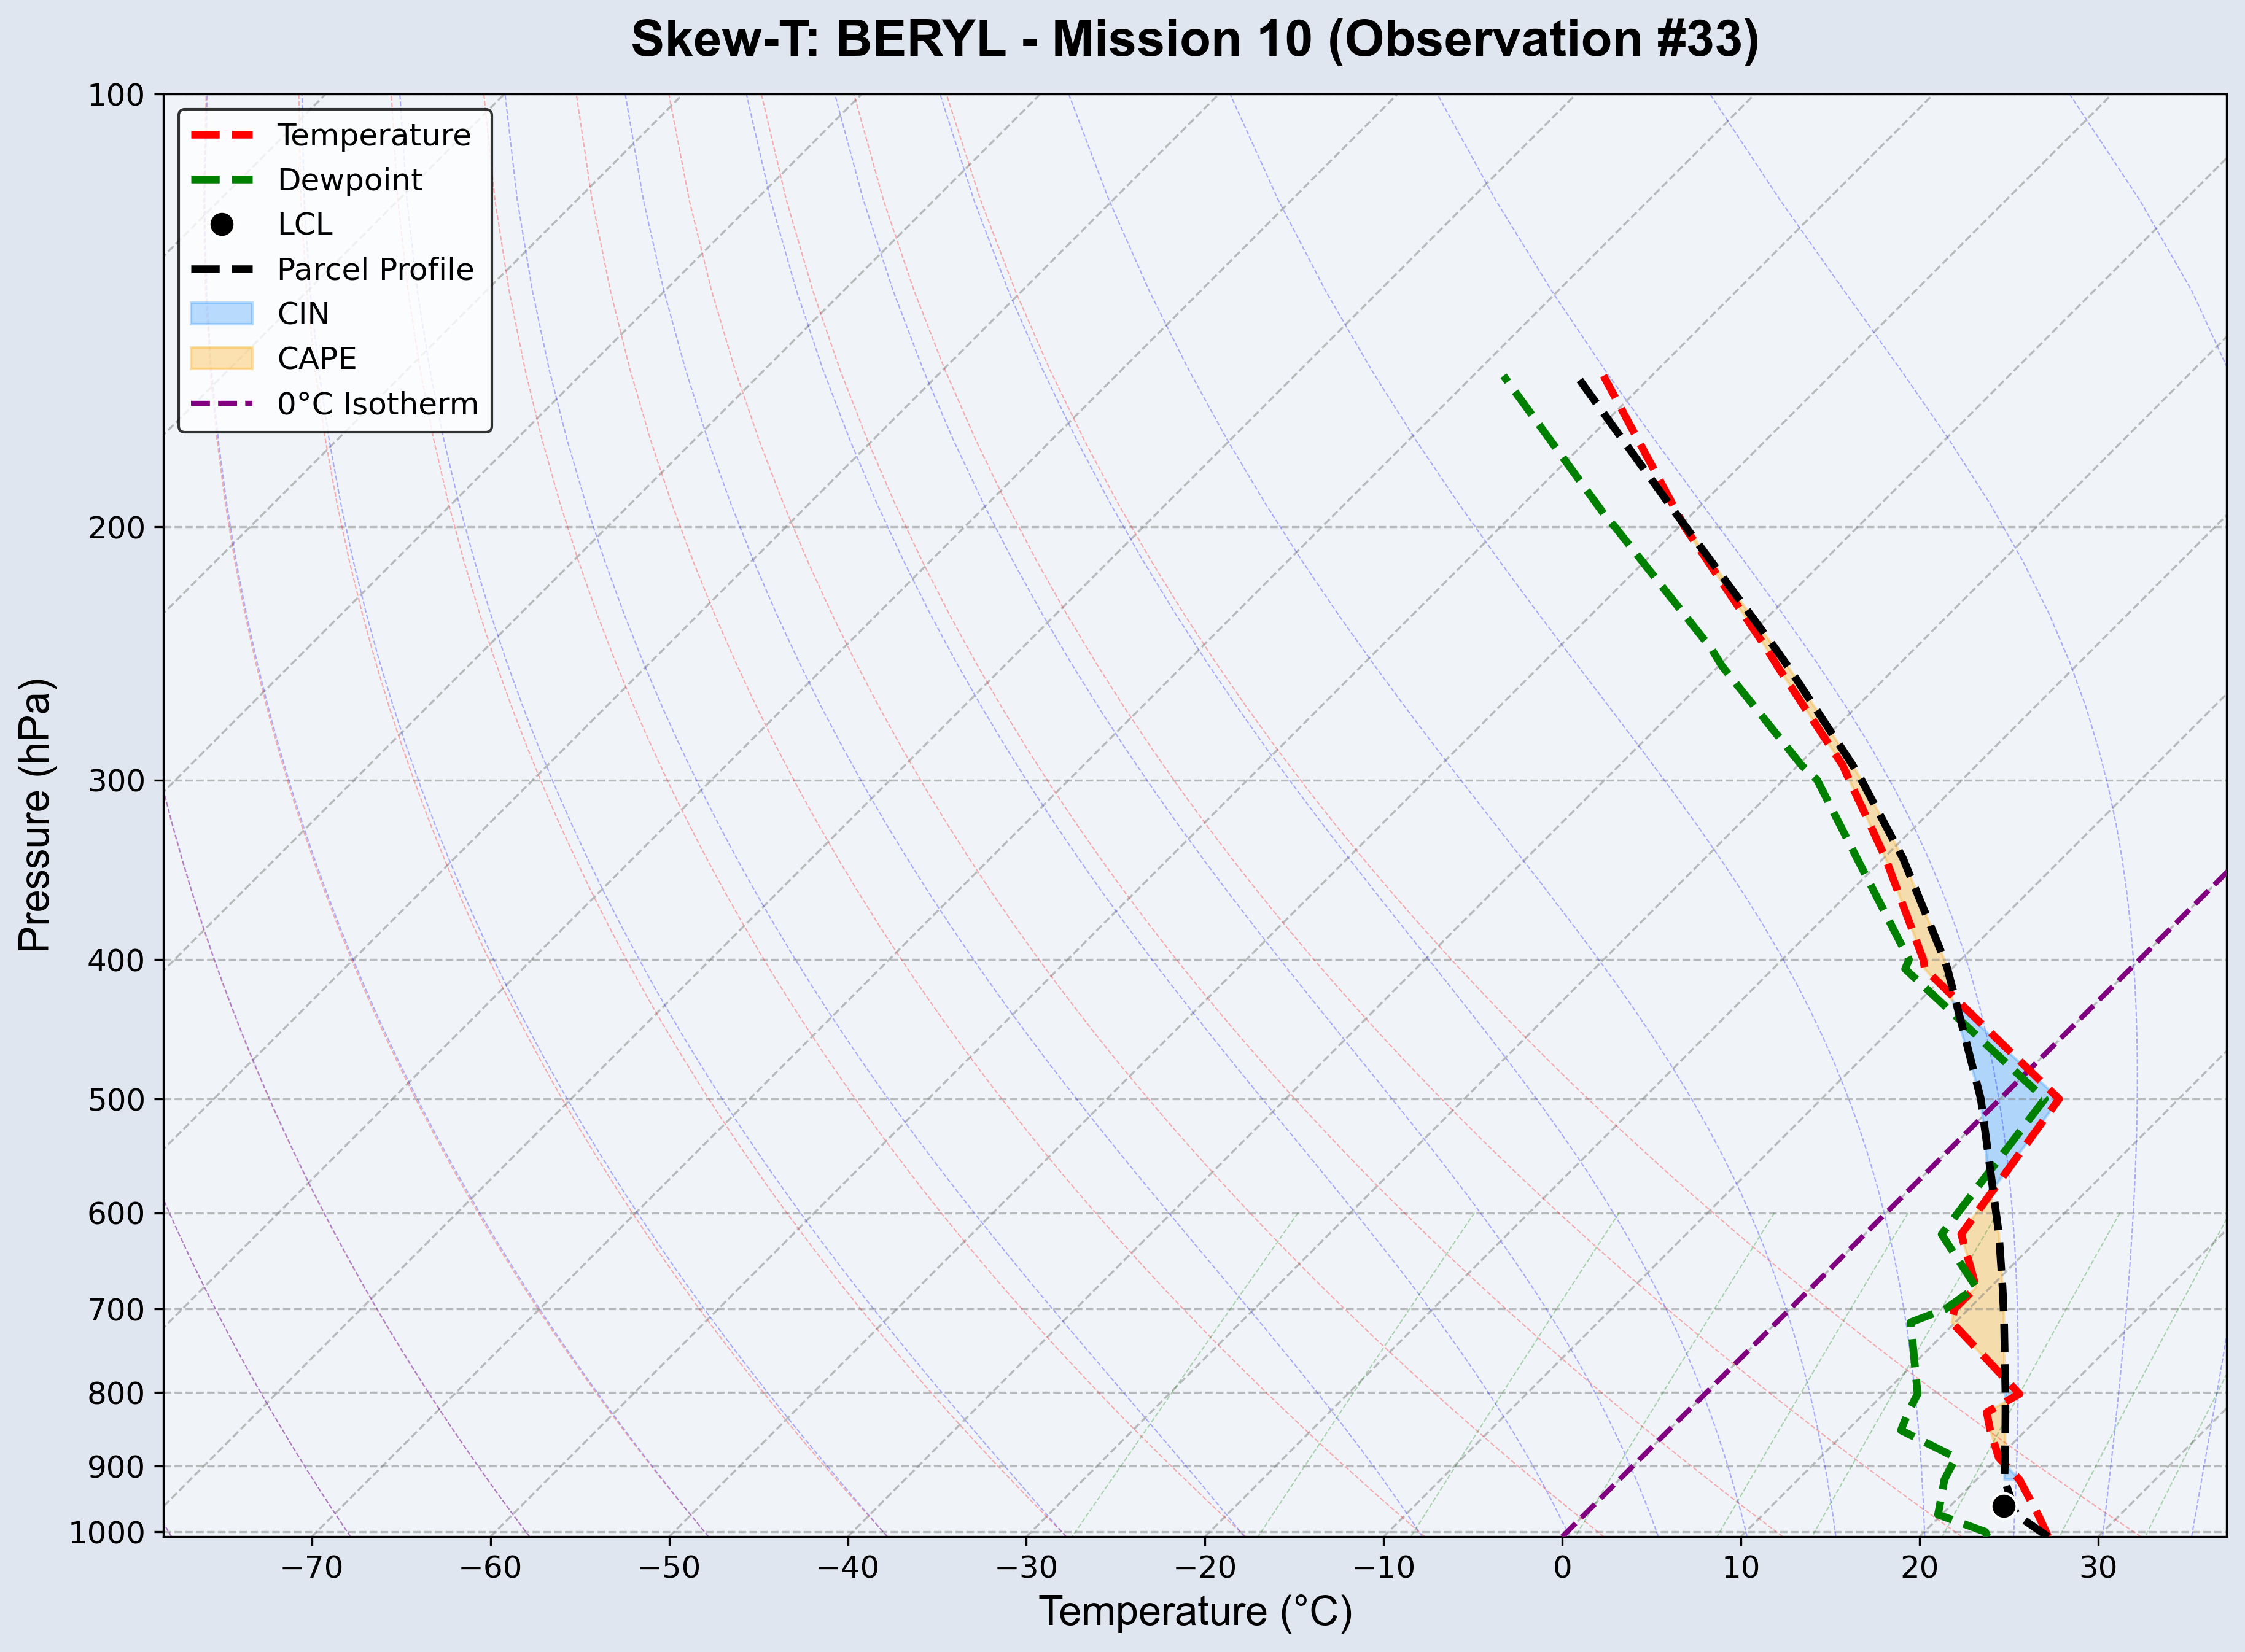 Skew-T: BERYL - Mission 10 (Observation #33)
100
Temperature
Dewpoint
LCL
Parcel Profile
CIN
CAPE
0°C Isotherm
200
300
400
500
600
700
800
900
1000
Pressure (hPa)
−70 −60 −50 −40 −30 −20 −10 0 10 20 30
Temperature (°C)